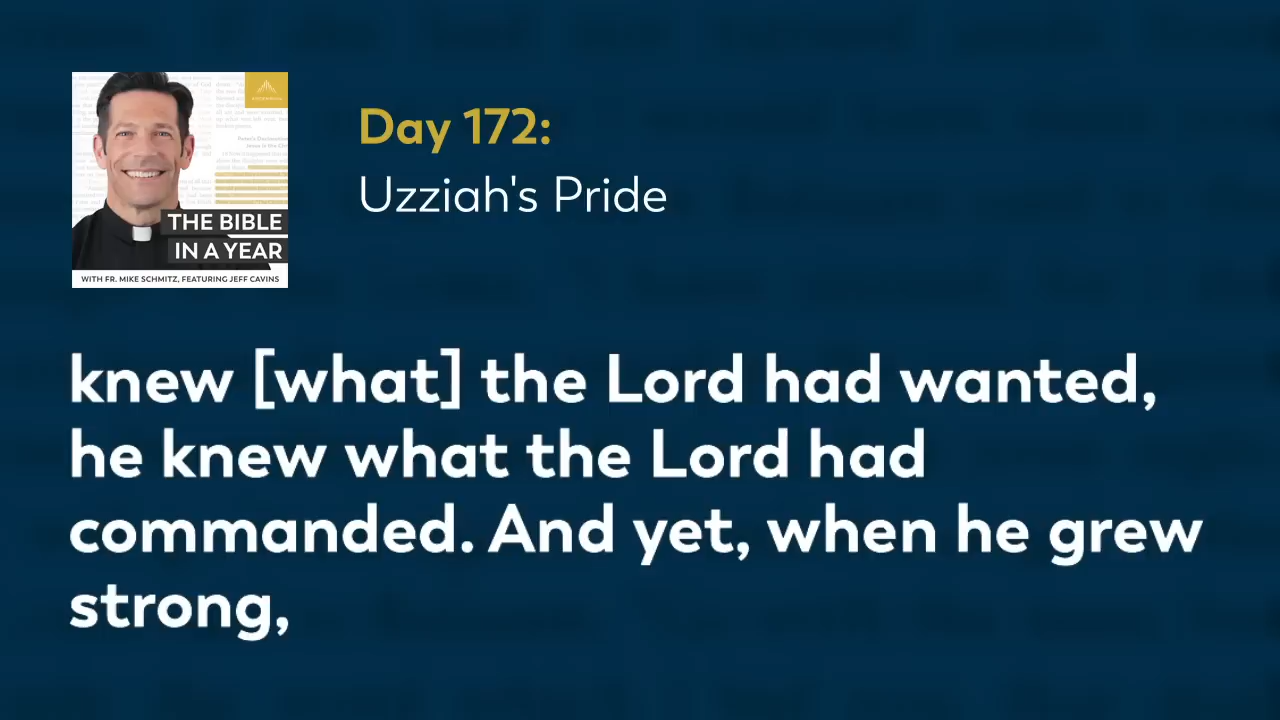 Day 172:
Uzziah's Pride
THE BIBLE
IN A YEAR
WITH FR. MIKE SCHMITZ, FEATURING JEFF CAVINS
knew [what] the Lord had wanted,
he knew what the Lord had
commanded. And yet, when he grew
strong,